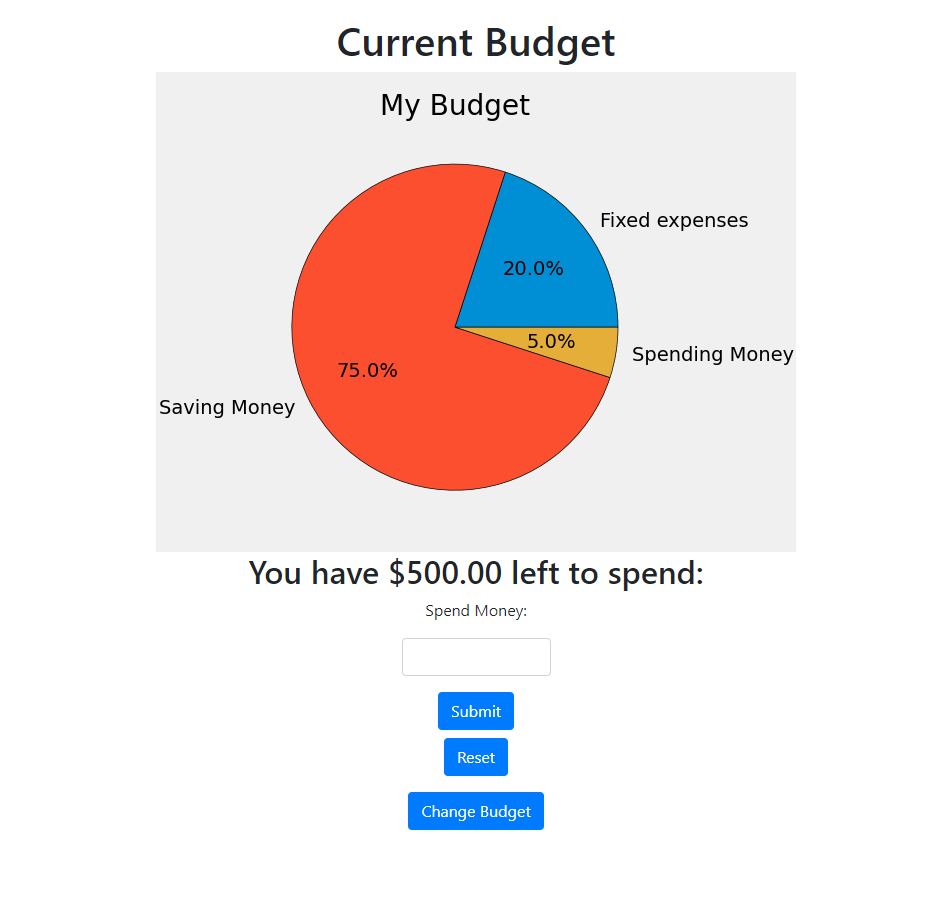 Current Budget
My Budget
Fixed expenses
20.0%
5.0%
Spending Money
75.0%
Saving Money
You have $500.00 left to spend:
Spend Money:
Submit
Reset
Change Budget